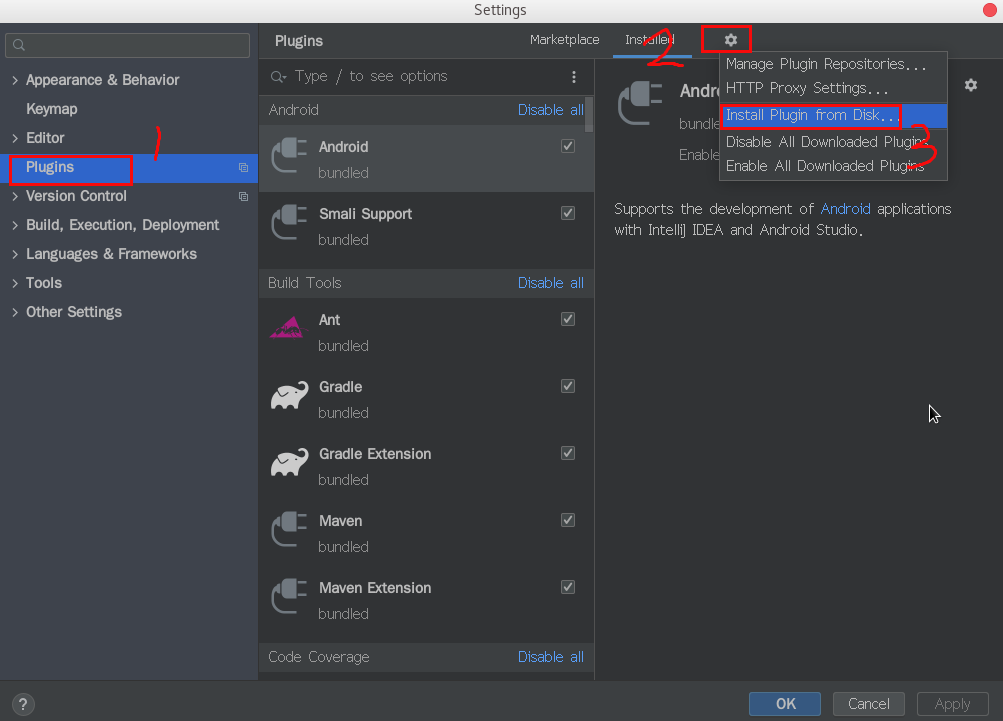 Settings
Plugins
Marketplace
Installed
2
Appearance & Behavior
Keymap
Editor
Plugins
1
Version Control
Build, Execution, Deployment
Languages & Frameworks
Tools
Other Settings
Type / to see options
Android Disable all
Android
bundled
Smali Support
bundled
Build Tools Disable all
Ant
bundled
Gradle
bundled
Gradle Extension
bundled
Maven
bundled
Maven Extension
bundled
Code Coverage Disable all
Manage Plugin Repositories...
HTTP Proxy Settings...
Install Plugin from Disk...
Disable All Downloaded Plugins
Enable All Downloaded Plugins
3
Andr
bundle
Enable
Supports the development of Android applications
with IntelliJ IDEA and Android Studio.
?
OK Cancel Apply